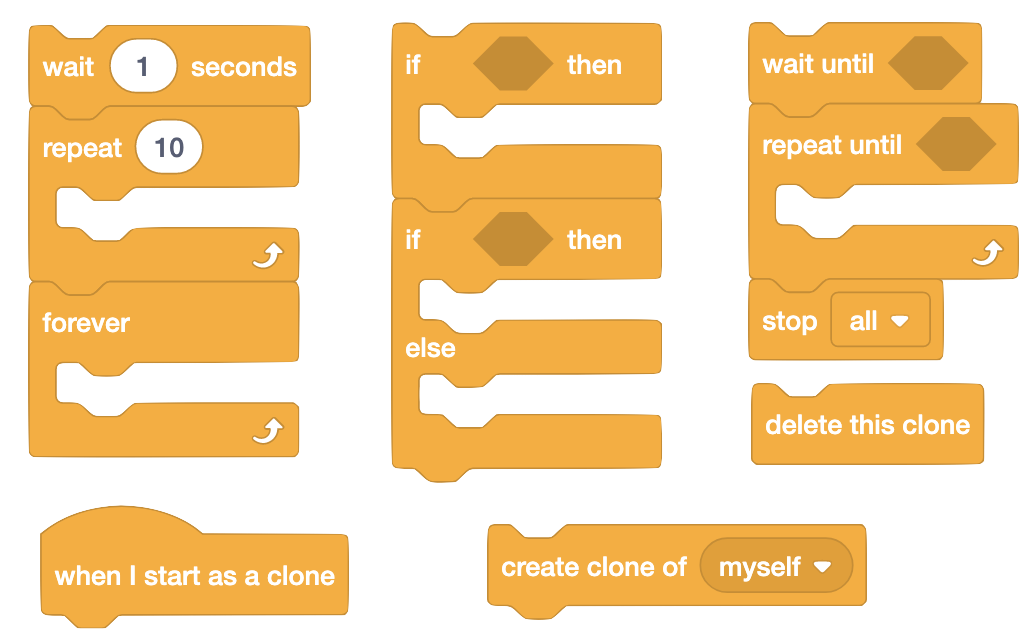 wait 1 seconds
repeat 10
forever
if then
if then
else
wait until
repeat until
stop all
delete this clone
when I start as a clone
create clone of myself